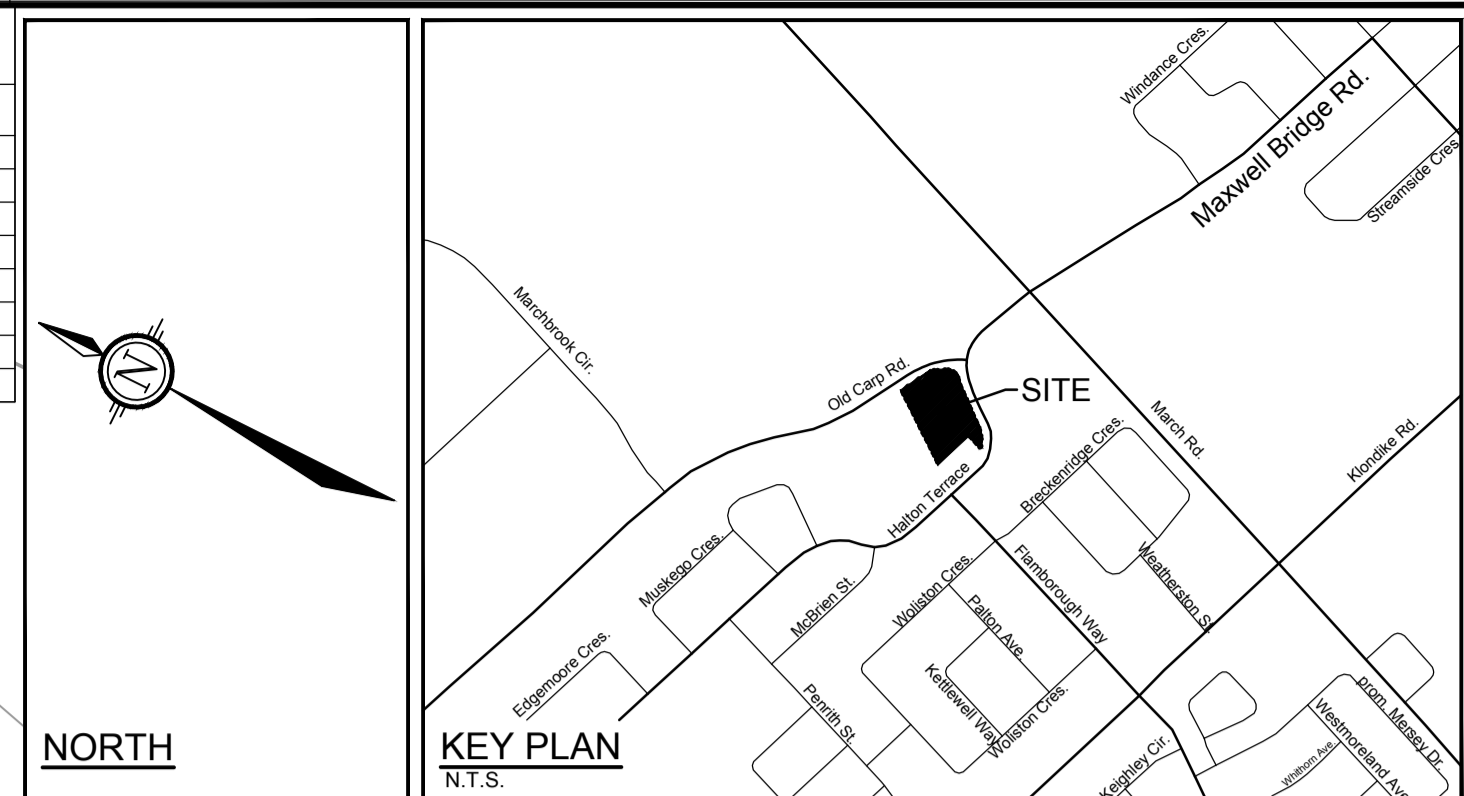 N
NORTH
Windance Cres.
Maxwell Bridge Rd.
Streamside Cres.
Marchbrook Cir.
Old Carp Rd.
SITE
March Rd.
Klondike Rd.
Breckenridge Cres.
Halton Terrace
Muskego Cres.
McBrien St.
Woliston Cres.
Flamborough Way
Weatherston S
Palton Ave.
Edgemoore Cres.
Penrith St.
Kettlewell Way
Woliston Cres.
prom. Mersey Dr.
Westmoreland Av
Whithorn Ave.
Keighley Cir.
KEY PLAN
N.T.S.